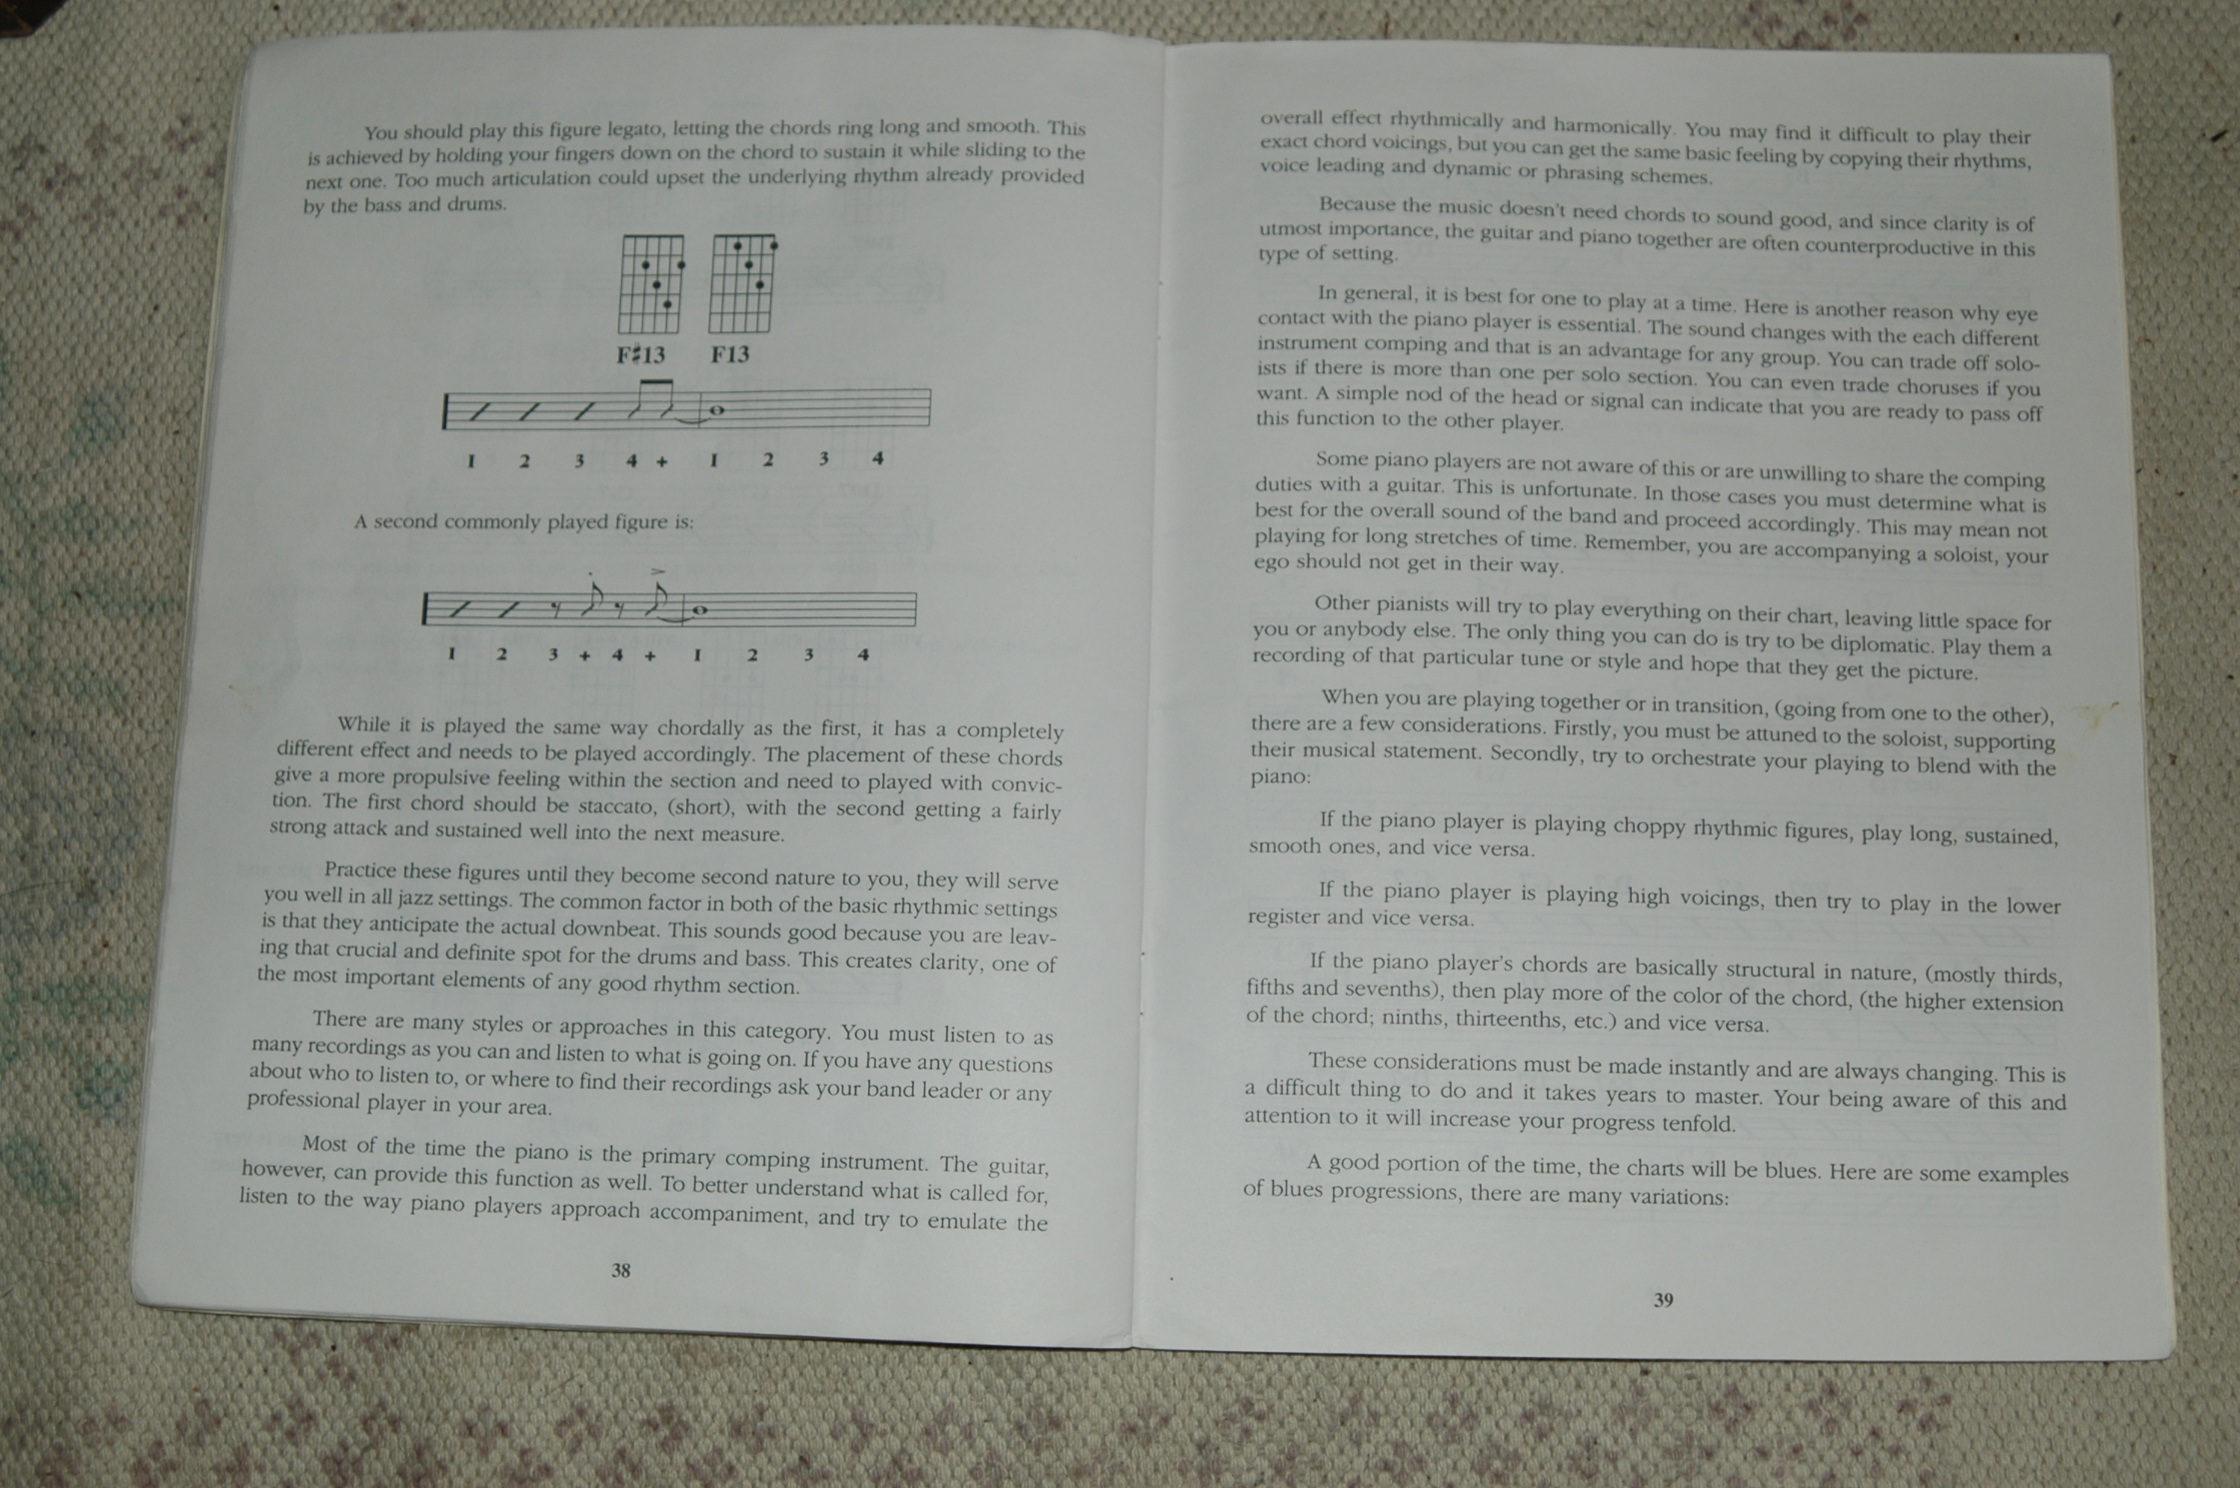 You should play this figure legato, letting the chords ring long and smooth. This
is achieved by holding your fingers down on the chord to sustain it while sliding to the
next one. Too much articulation could upset the underlying rhythm already provided
by the bass and drums.
F#13 F13
1 2 3 4 + 1 2 3 4
A second commonly played figure is:
1 2 3 + 4 + 1 2 3 4
While it is played the same way chordally as the first, it has a completely
different effect and needs to be played accordingly. The placement of these chords
give a more propulsive feeling within the section and need to played with convic-
tion. The first chord should be staccato, (short), with the second getting a fairly
strong attack and sustained well into the next measure.
Practice these figures until they become second nature to you, they will serve
you well in all jazz settings. The common factor in both of the basic rhythmic settings
is that they anticipate the actual downbeat. This sounds good because you are leav-
ing that crucial and definite spot for the drums and bass. This creates clarity, one of
the most important elements of any good rhythm section.
There are many styles or approaches in this category. You must listen to as
many recordings as you can and listen to what is going on. If you have any questions
about who to listen to, or where to find their recordings ask your band leader or any
professional player in your area.
Most of the time the piano is the primary comping instrument. The guitar,
however, can provide this function as well. To better understand what is called for,
listen to the way piano players approach accompaniment, and try to emulate the
38
overall effect rhythmically and harmonically. You may find it difficult to play their
exact chord voicings, but you can get the same basic feeling by copying their rhythms,
voice leading and dynamic or phrasing schemes.
Because the music doesn't need chords to sound good, and since clarity is of
utmost importance, the guitar and piano together are often counterproductive in this
type of setting.
In general, it is best for one to play at a time. Here is another reason why eye
contact with the piano player is essential. The sound changes with the each different
instrument comping and that is an advantage for any group. You can trade off solo-
ists if there is more than one per solo section. You can even trade choruses if you
want. A simple nod of the head or signal can indicate that you are ready to pass off
this function to the other player.
Some piano players are not aware of this or are unwilling to share the comping
duties with a guitar. This is unfortunate. In those cases you must determine what is
best for the overall sound of the band and proceed accordingly. This may mean not
playing for long stretches of time. Remember, you are accompanying a soloist, your
ego should not get in their way.
Other pianists will try to play everything on their chart, leaving little space for
you or anybody else. The only thing you can do is try to be diplomatic. Play them a
recording of that particular tune or style and hope that they get the picture.
When you are playing together or in transition, (going from one to the other),
there are a few considerations. Firstly, you must be attuned to the soloist, supporting
their musical statement. Secondly, try to orchestrate your playing to blend with the
piano:
If the piano player is playing choppy rhythmic figures, play long, sustained,
smooth ones, and vice versa.
If the piano player is playing high voicings, then try to play in the lower
register and vice versa.
If the piano player's chords are basically structural in nature, (mostly thirds,
fifths and sevenths), then play more of the color of the chord, (the higher extension
of the chord; ninths, thirteenths, etc.) and vice versa.
These considerations must be made instantly and are always changing. This is
a difficult thing to do and it takes years to master. Your being aware of this and
attention to it will increase your progress tenfold.
A good portion of the time, the charts will be blues. Here are some examples
of blues progressions, there are many variations:
39